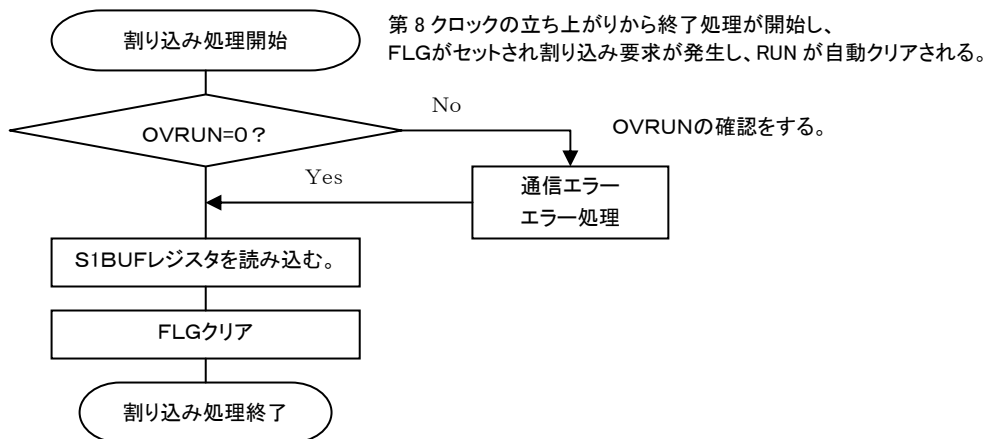 割り込み処理開始
第 8 クロックの立ち上がりから終了処理が開始し、
FLGがセットされ割り込み要求が発生し、RUN が自動クリアされる。
OVRUN=0?
No
OVRUNの確認をする。
Yes
通信エラー
エラー処理
S1BUFレジスタを読み込む。
FLGクリア
割り込み処理終了